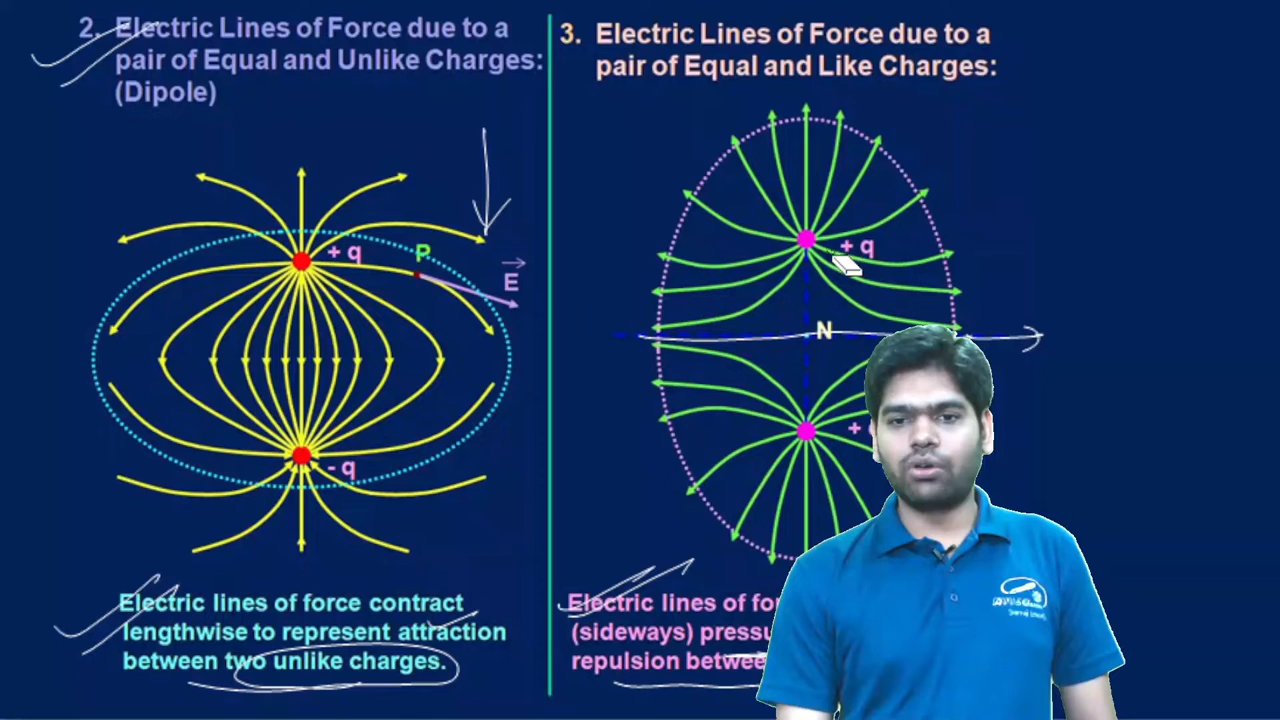 2. Electric Lines of Force due to a
pair of Equal and Unlike Charges:
(Dipole)
+ q
P
E
- q
Electric lines of force contract
lengthwise to represent attraction
between two unlike charges.
3. Electric Lines of Force due to a
pair of Equal and Like Charges:
+ q
N
+
Electric lines of
(sideways)
repulsion